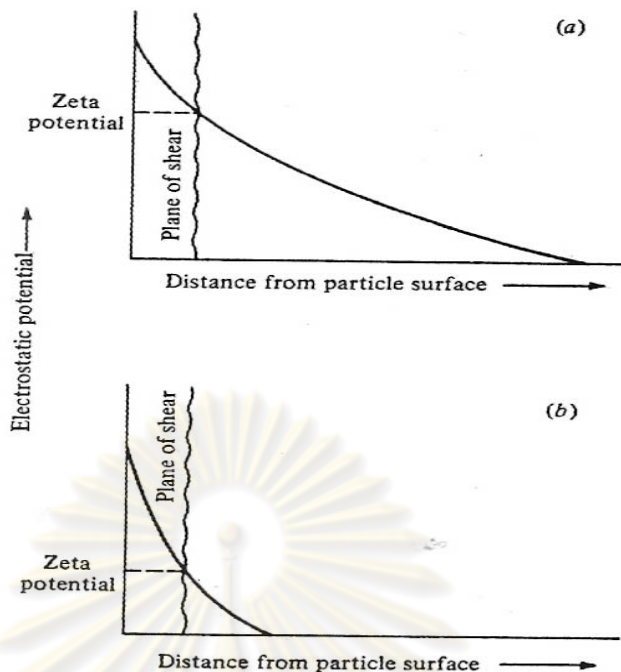 (a)
Zeta
potential
Plane of shear
Distance from particle surface
Electrostatic potential
(b)
Plane of shear
Zeta
potential
Distance from particle surface